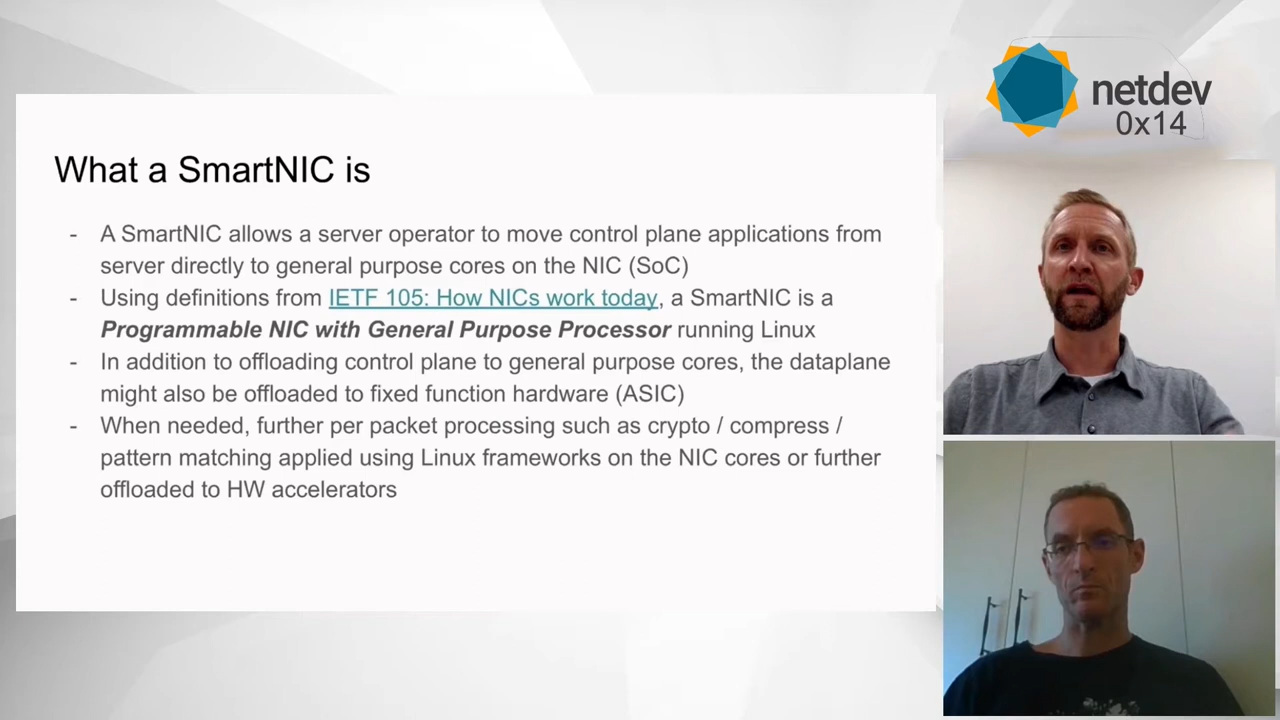 What a SmartNIC is
- A SmartNIC allows a server operator to move control plane applications from
server directly to general purpose cores on the NIC (SoC)
- Using definitions from IETF 105: How NICs work today, a SmartNIC is a
Programmable NIC with General Purpose Processor running Linux
- In addition to offloading control plane to general purpose cores, the dataplane
might also be offloaded to fixed function hardware (ASIC)
- When needed, further per packet processing such as crypto / compress /
pattern matching applied using Linux frameworks on the NIC cores or further
offloaded to HW accelerators
netdev
0x14